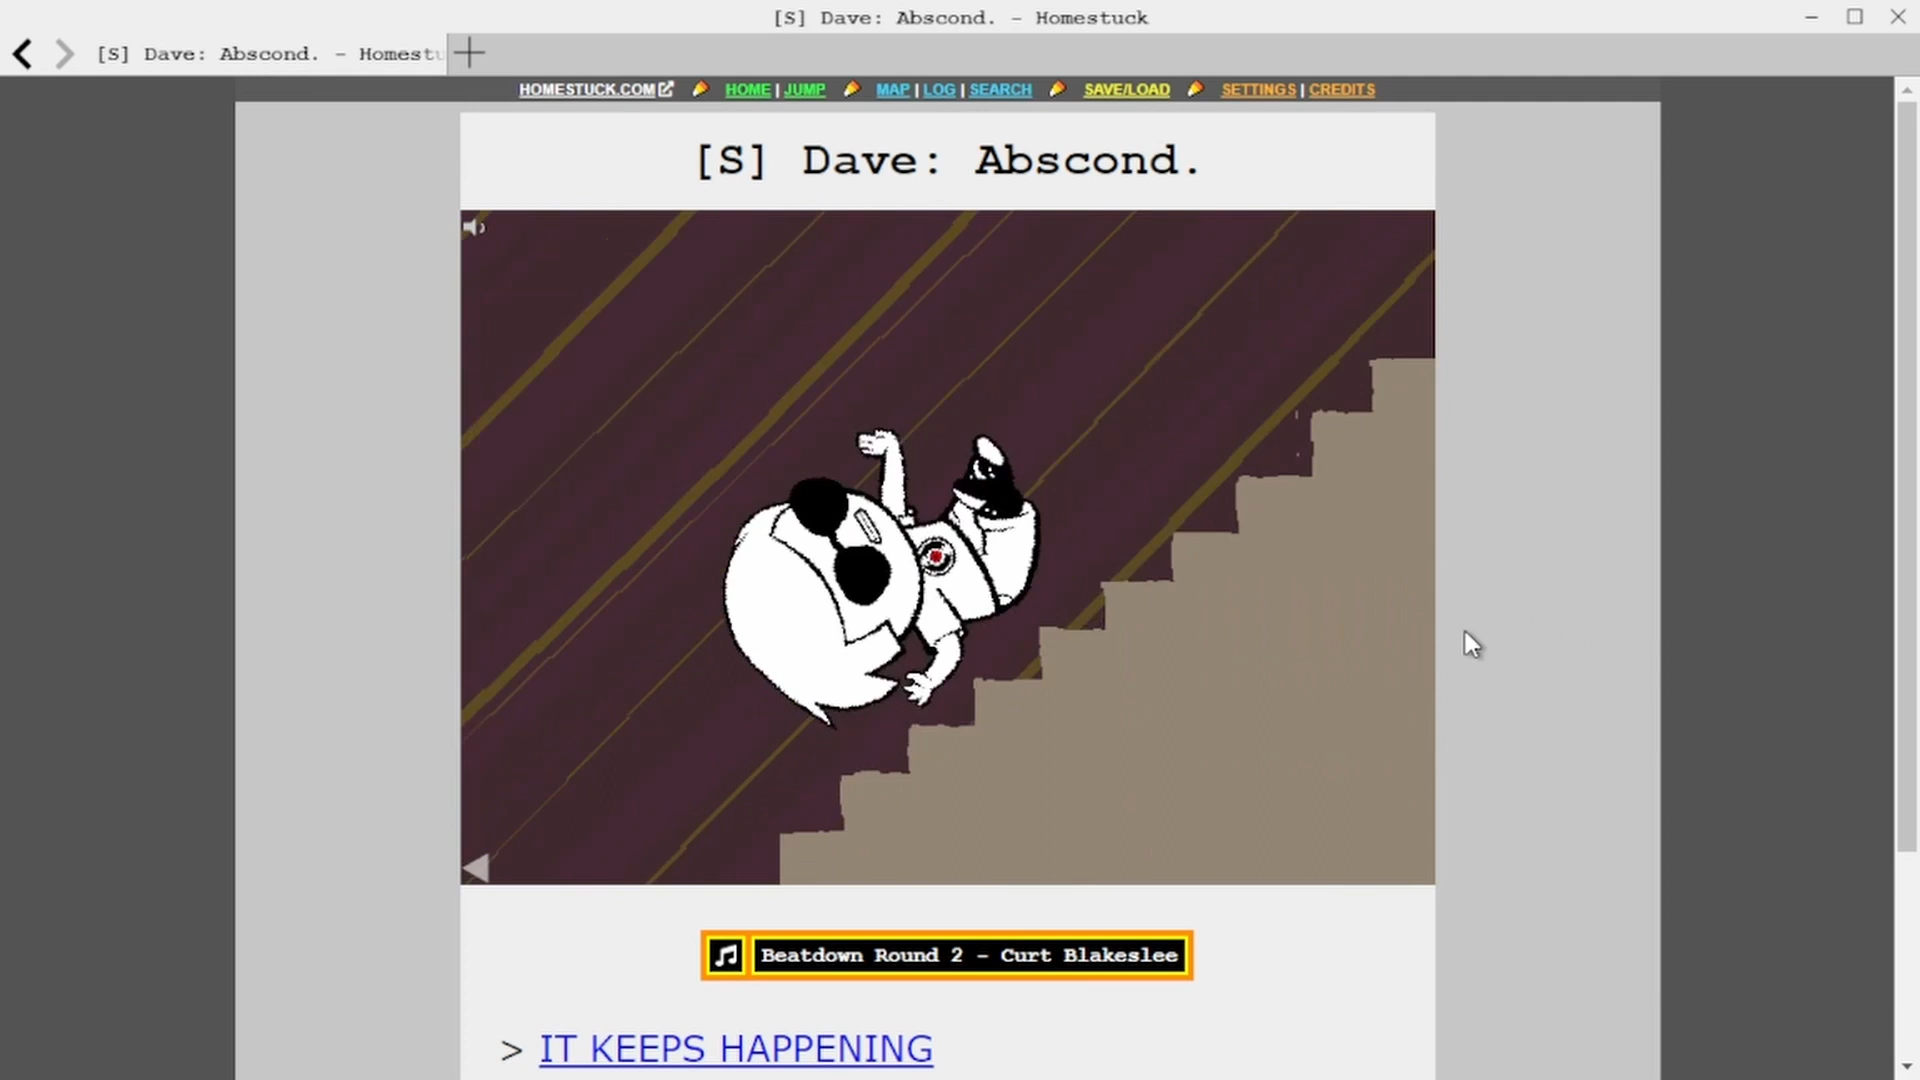 [S] Dave: Abscond. - Homestuck
[S] Dave: Abscond. - Homestu
HOMESTUCK.COM HOME | JUMP MAP | LOG | SEARCH SAVE/LOAD SETTINGS | CREDITS
[S] Dave: Abscond.
Beatdown Round 2 - Curt Blakeslee
> IT KEEPS HAPPENING